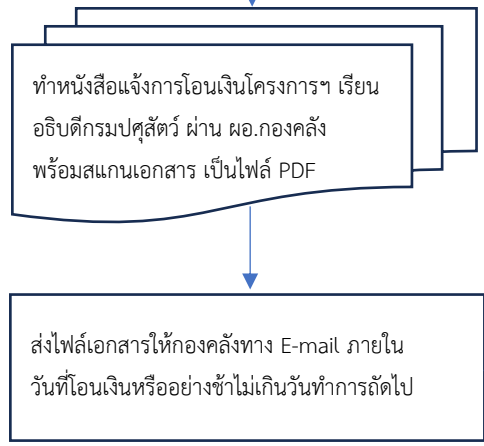 ทำหนังสือแจ้งการโอนเงินโครงการฯ เรียน
อธิบดีกรมปศุสัตว์ ผ่าน ผอ.กองคลัง
พร้อมสแกนเอกสาร เป็นไฟล์ PDF
ส่งไฟล์เอกสารให้กองคลังทาง E-mail ภายใน
วันที่โอนเงินหรืออย่างช้าไม่เกินวันทำการถัดไป